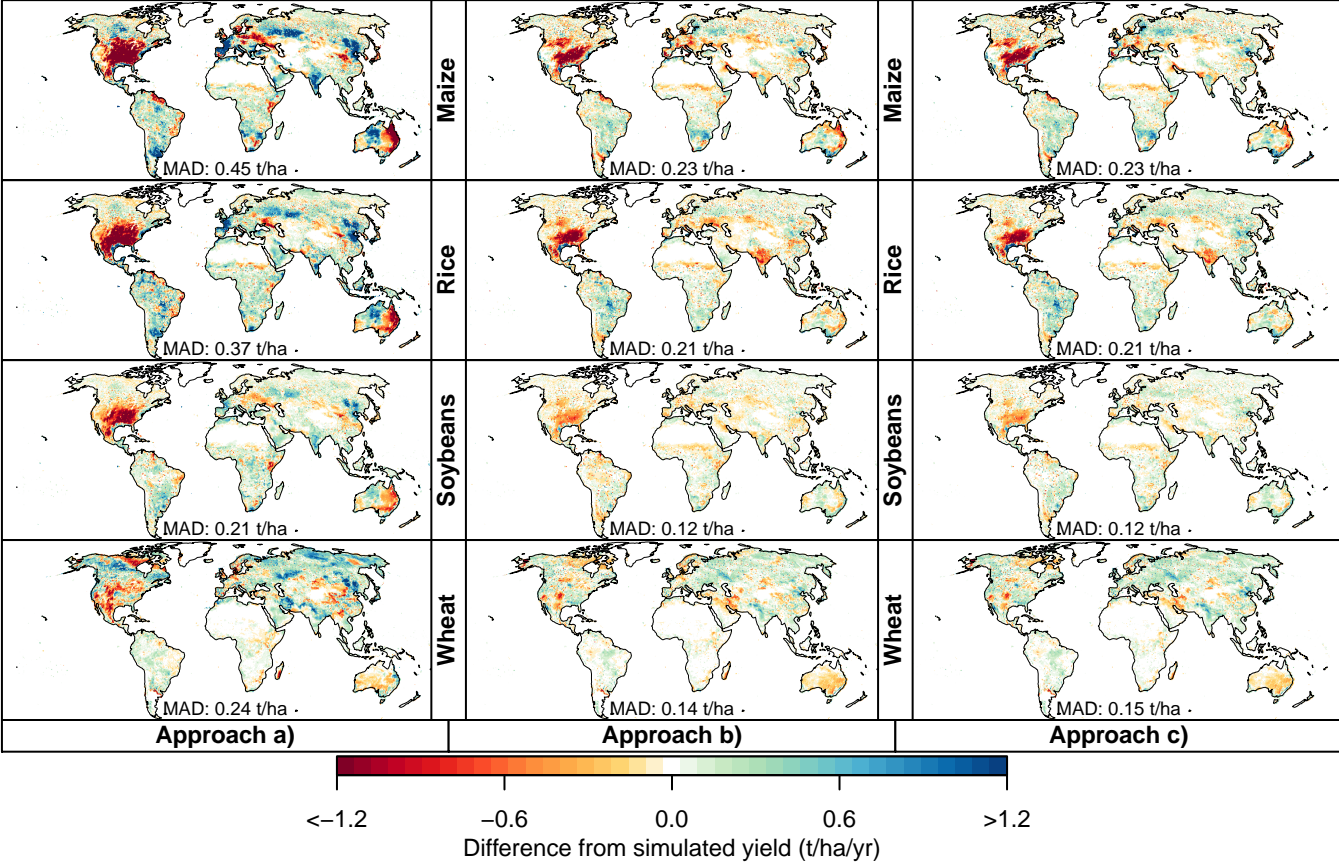 MAD: 0.45 t/ha
Maize
MAD: 0.23 t/ha
Maize
MAD: 0.23 t/ha
MAD: 0.37 t/ha
Rice
MAD: 0.21 t/ha
Rice
MAD: 0.21 t/ha
MAD: 0.21 t/ha
Soybeans
MAD: 0.12 t/ha
Soybeans
MAD: 0.12 t/ha
MAD: 0.24 t/ha
Wheat
MAD: 0.14 t/ha
Wheat
MAD: 0.15 t/ha
Approach a)
Approach b)
Approach c)
<−1.2 −0.6 0.0 0.6 >1.2
Difference from simulated yield (t/ha/yr)